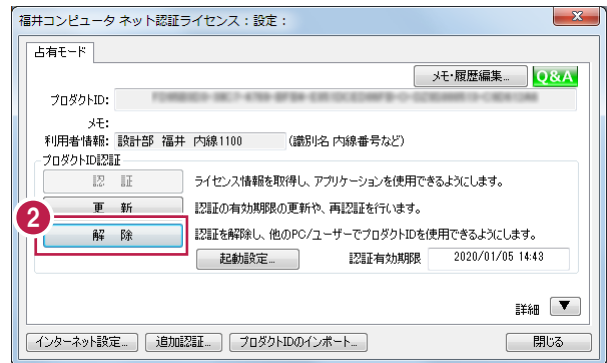 福井コンピュータ ネット認証ライセンス：設定：
占有モード
メモ・履歴編集...
Q&A
プロダクトID:
メモ:
利用者情報: 設計部 福井 内線1100 (識別名 内線番号など)
プロダクトID認証
認 証 ライセンス情報を取得し、アプリケーションを使用できるようにします。
更 新 認証の有効期限の更新や、再認証を行います。
2
解 除 認証を解除し、他のPC/ユーザーでプロダクトIDを使用できるようにします。
起動設定... 認証有効期限 2020/01/05 14:43
詳細 ▼
インターネット設定... 追加認証... プロダクトIDのインポート... 閉じる